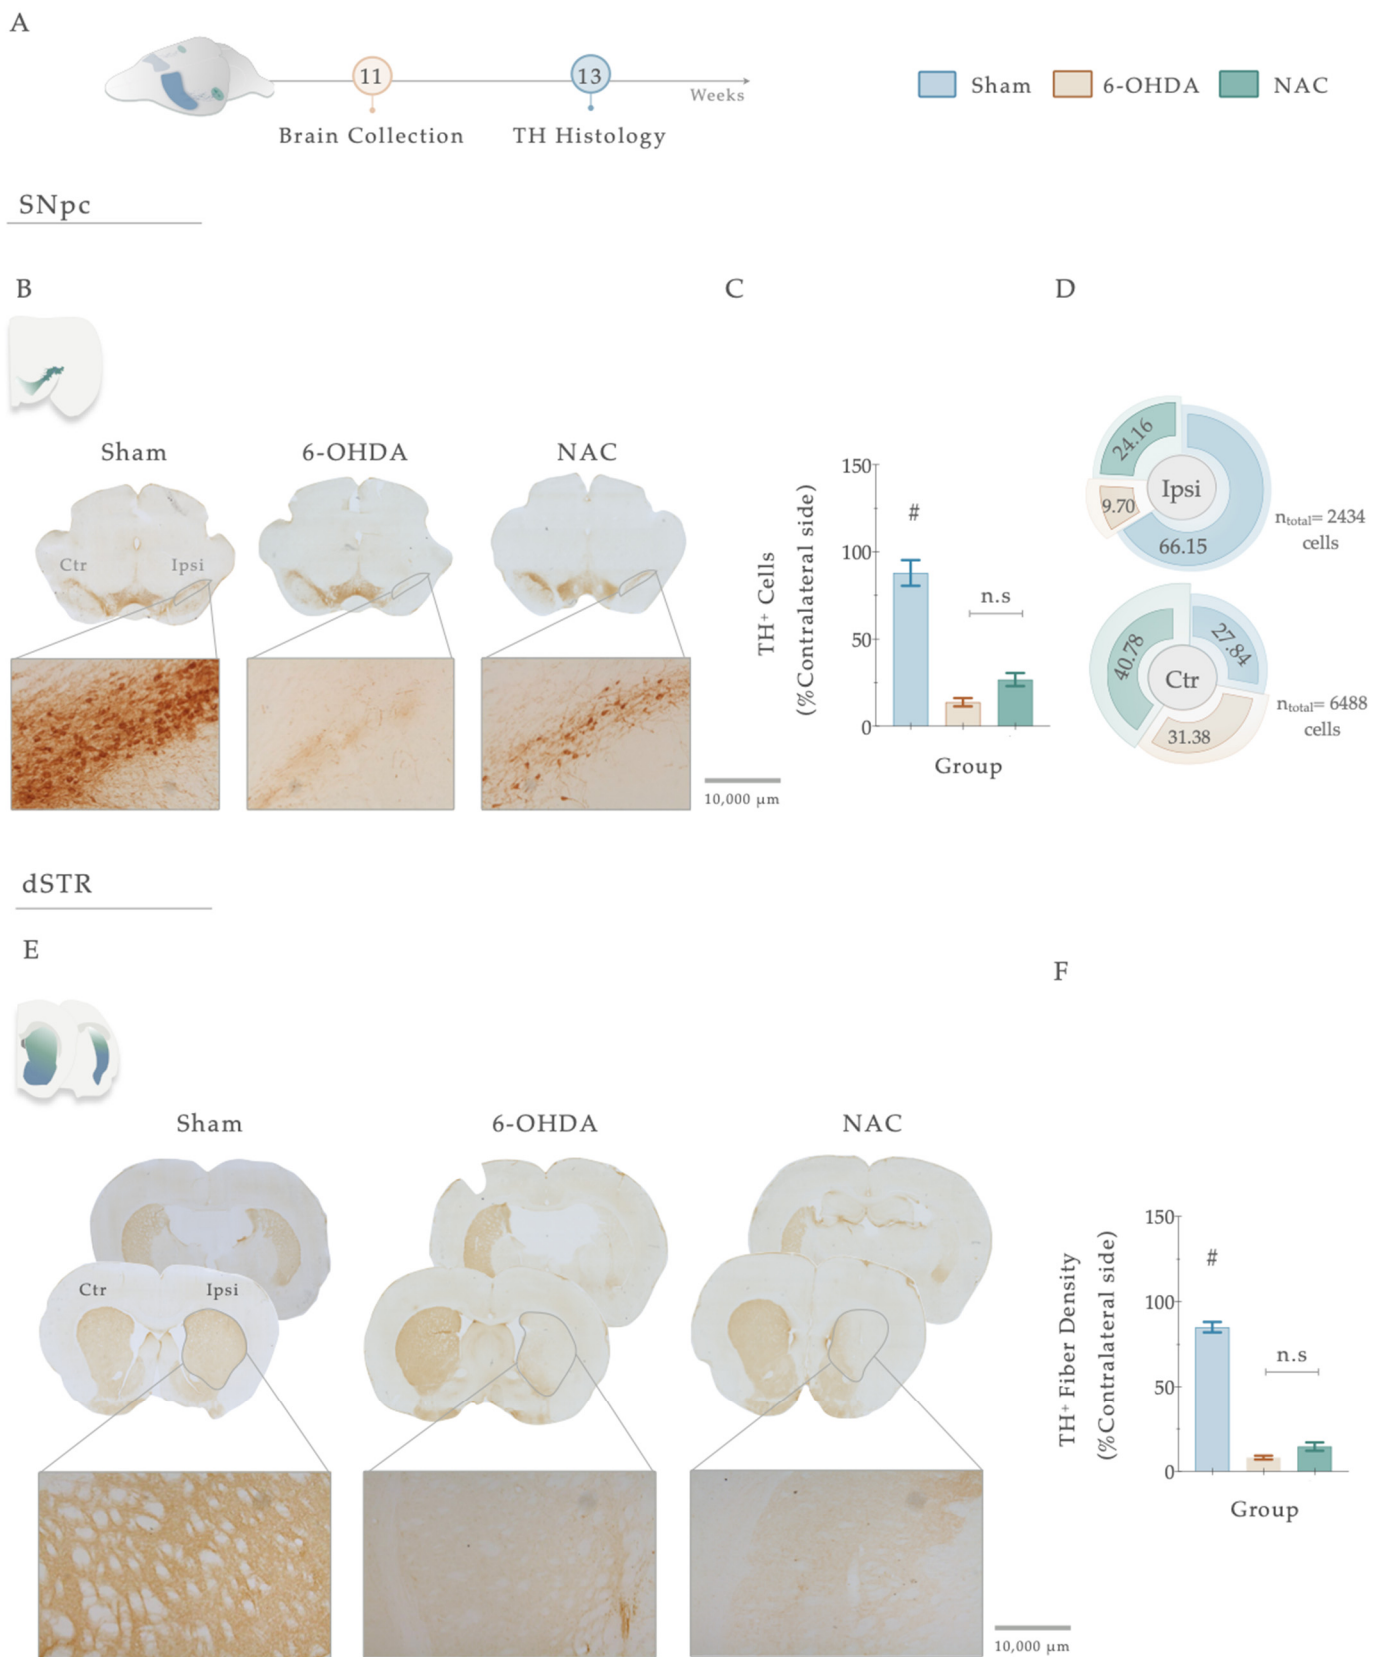 A
11
13
Weeks
Brain Collection
TH Histology
Sham
6-OHDA
NAC
SNpc
B
C
D
Sham
6-OHDA
NAC
Ctr
Ipsi
10,000 µm
TH+ Cells
(%Contralateral side)
150
100
50
0
#
n.s
Group
24.16
9.70
66.15
Ipsi
ntotal= 2434
cells
40.78
27.84
31.38
Ctr
ntotal= 6488
cells
dSTR
E
F
Sham
6-OHDA
NAC
Ctr
Ipsi
10,000 µm
TH+ Fiber Density
(%Contralateral side)
150
100
50
0
#
n.s
Group